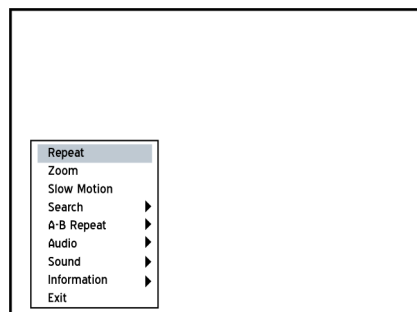 Repeat
Zoom
Slow Motion
Search
A-B Repeat
Audio
Sound
Information
Exit